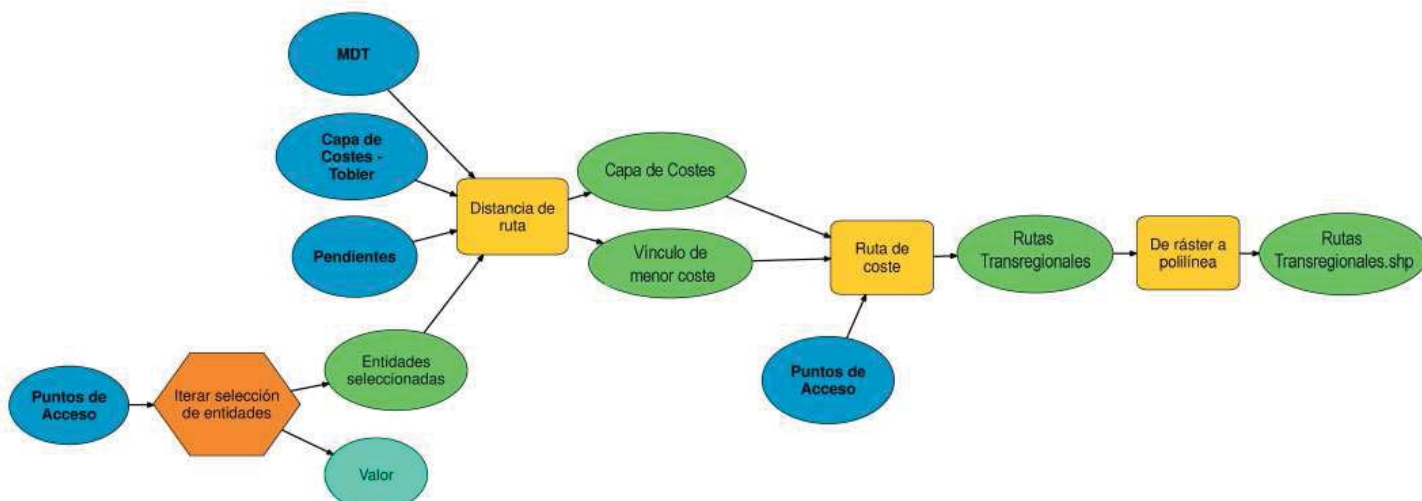 MDT
Capa de
Costes -
Tobler
Pendientes
Distancia de
ruta
Capa de Costes
Vínculo de
menor coste
Ruta de
coste
Rutas
Transregionales
De ráster a
polilínea
Rutas
Transregionales.shp
Puntos de
Acceso
Iterar selección
de entidades
Entidades
seleccionadas
Valor
Puntos de
Acceso